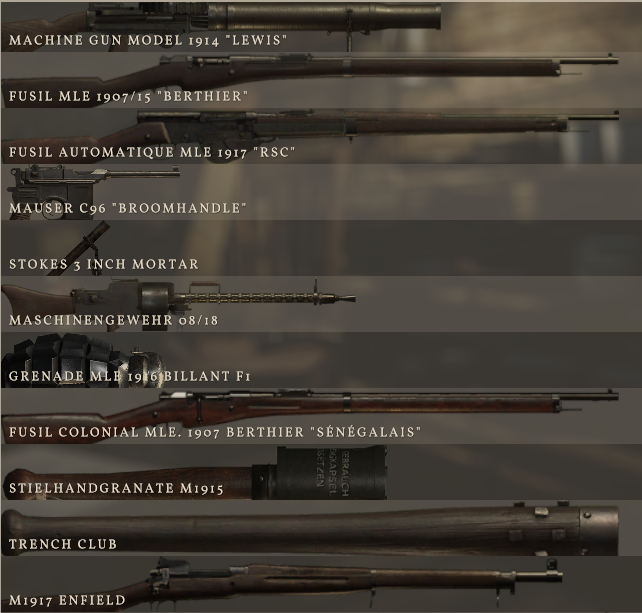 MACHINE GUN MODEL 1914 "LEWIS"
FUSIL MLE 1907/15 "BERTHIER"
FUSIL AUTOMATIQUE MLE 1917 "RSC"
MAUSER C96 "BROOMHANDLE"
STOKES 3 INCH MORTAR
MASCHINENGEWEHR 08/18
GRENADE MLE 1916 BILLANT F1
FUSIL COLONIAL MLE. 1907 BERTHIER "SÉNÉGALAIS"
STIELHANDGRANATE M1915
TRENCH CLUB
M1917 ENFIELD